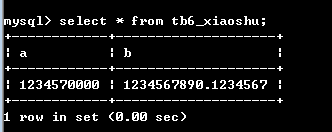 mysql> select * from tb6_xiaoshu;
+------------+--------------------+
| a          | b                  |
+------------+--------------------+
| 1234570000 | 1234567890.1234567 |
+------------+--------------------+
1 row in set (0.00 sec)